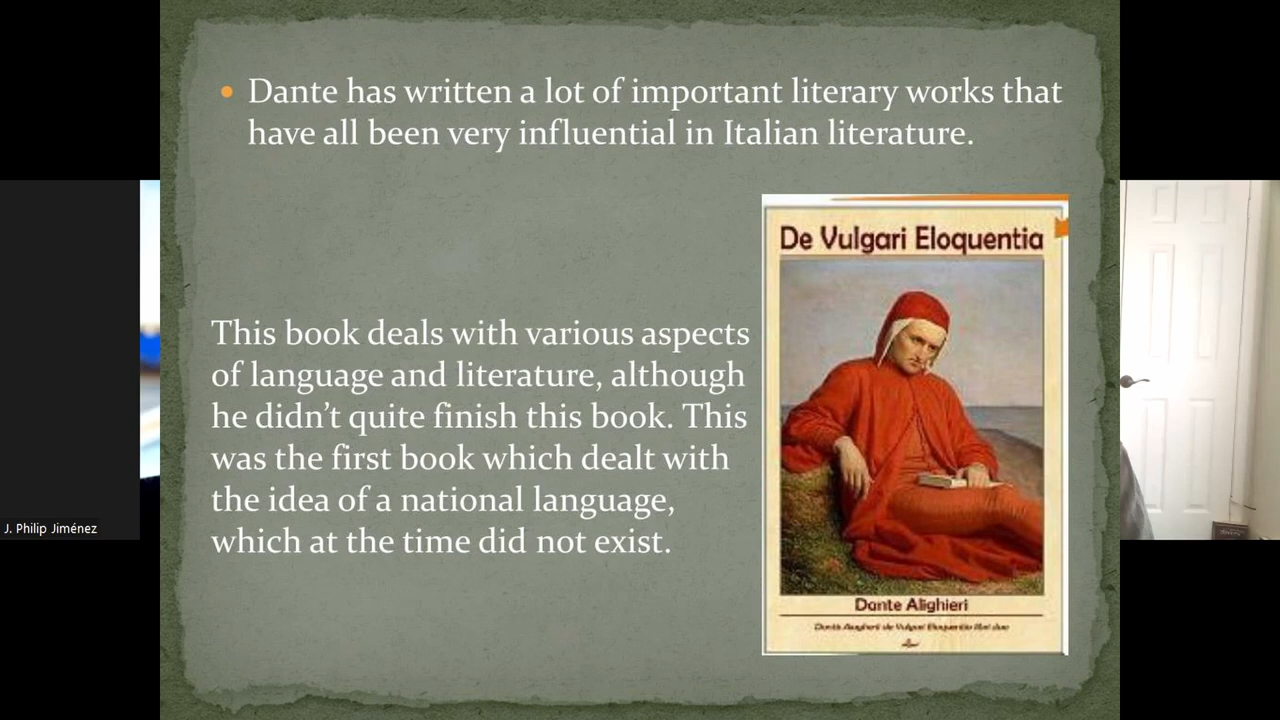 Dante has written a lot of important literary works that
have all been very influential in Italian literature.
De Vulgari Eloquentia
This book deals with various aspects
of language and literature, although
he didn’t quite finish this book. This
was the first book which dealt with
the idea of a national language,
which at the time did not exist.
Dante Alighieri
de Vulgari Eloquentia
J. Philip Jiménez